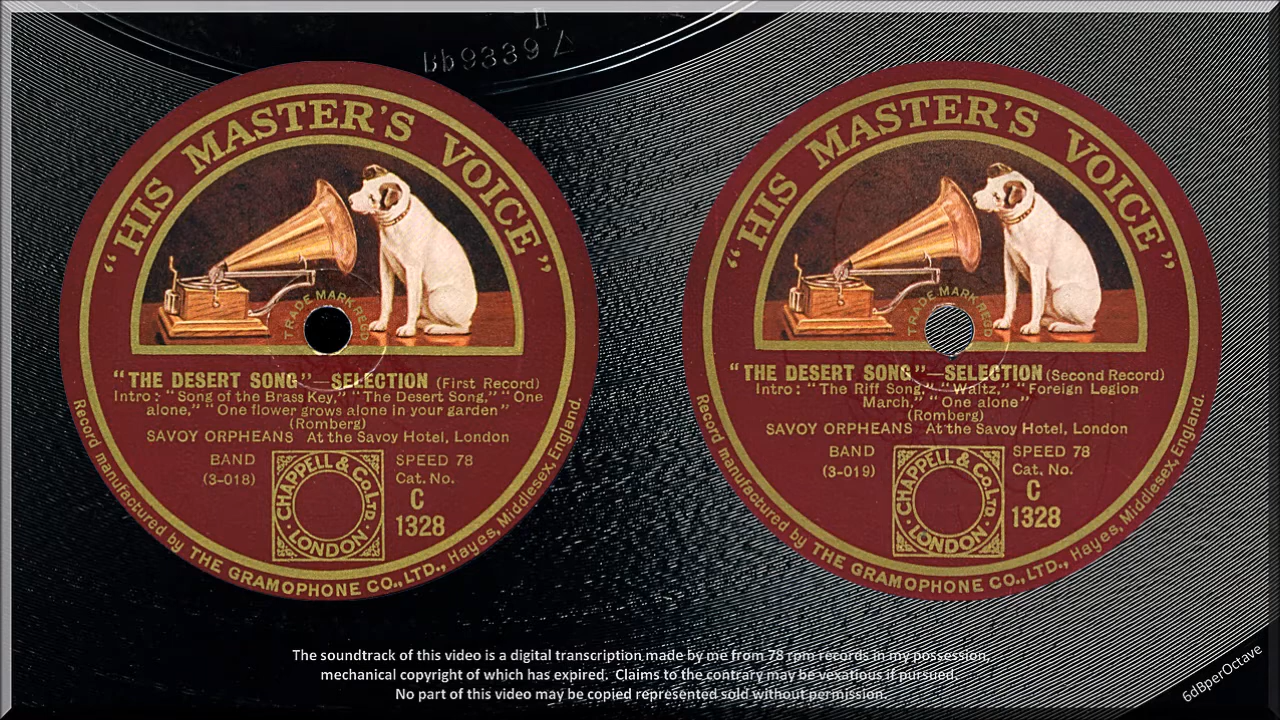 II
Bb9339 △
"HIS MASTER'S VOICE"
TRADE MARK REGD
"THE DESERT SONG"—SELECTION (First Record)
Intro: "Song of the Brass Key," "The Desert Song," "One
alone," "One flower grows alone in your garden"
(Romberg)
SAVOY ORPHEANS At the Savoy Hotel, London
BAND
(3-018)
CHAPPELL & CO. LTD
· LONDON ·
SPEED 78
Cat. No.
C
1328
Record manufactured by THE GRAMOPHONE CO., LTD., Hayes, Middlesex, England.
"HIS MASTER'S VOICE"
TRADE MARK REGD
"THE DESERT SONG"—SELECTION (Second Record)
Intro: "The Riff Song," "Waltz," "Foreign Legion
March," "One alone"
(Romberg)
SAVOY ORPHEANS At the Savoy Hotel, London
BAND
(3-019)
CHAPPELL & CO. LTD
· LONDON ·
SPEED 78
Cat. No.
C
1328
Record manufactured by THE GRAMOPHONE CO., LTD., Hayes, Middlesex, England.
The soundtrack of this video is a digital transcription made by me from 78 rpm records in my possession,
mechanical copyright of which has expired. Claims to the contrary may be vexatious if pursued.
No part of this video may be copied represented sold without permission.
6dBperOctave